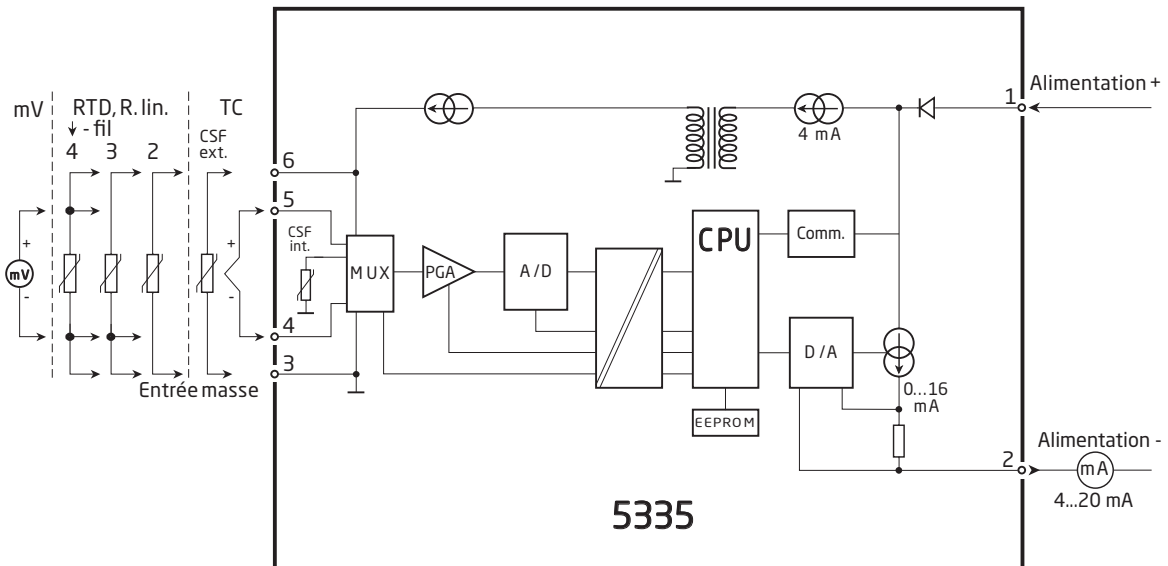 mV
RTD, R. lin.
- fil
4 3 2
TC
CSF
ext.
+
-
mV
+
-
6
5
4
3
Entrée masse
CSF
int.
MUX
PGA
A/D
CPU
EEPROM
Comm.
D/A
4 mA
0...16
mA
1
Alimentation +
2
Alimentation -
mA
4...20 mA
5335